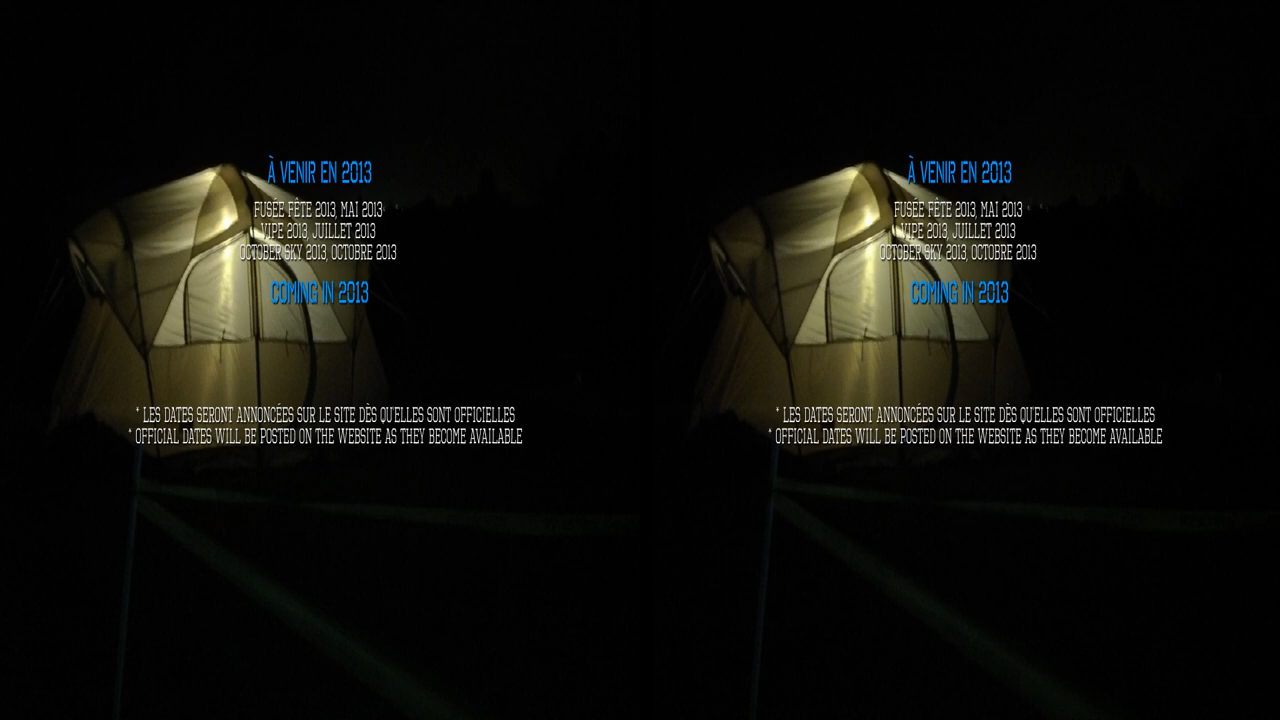 À VENIR EN 2013
FUSÉE FÊTE 2013, MAI 2013
VIPE 2013, JUILLET 2013
OCTOBER SKY 2013, OCTOBRE 2013
COMING IN 2013
* LES DATES SERONT ANNONCÉES SUR LE SITE DÈS QU'ELLES SONT OFFICIELLES
* OFFICIAL DATES WILL BE POSTED ON THE WEBSITE AS THEY BECOME AVAILABLE
À VENIR EN 2013
FUSÉE FÊTE 2013, MAI 2013
VIPE 2013, JUILLET 2013
OCTOBER SKY 2013, OCTOBRE 2013
COMING IN 2013
* LES DATES SERONT ANNONCÉES SUR LE SITE DÈS QU'ELLES SONT OFFICIELLES
* OFFICIAL DATES WILL BE POSTED ON THE WEBSITE AS THEY BECOME AVAILABLE